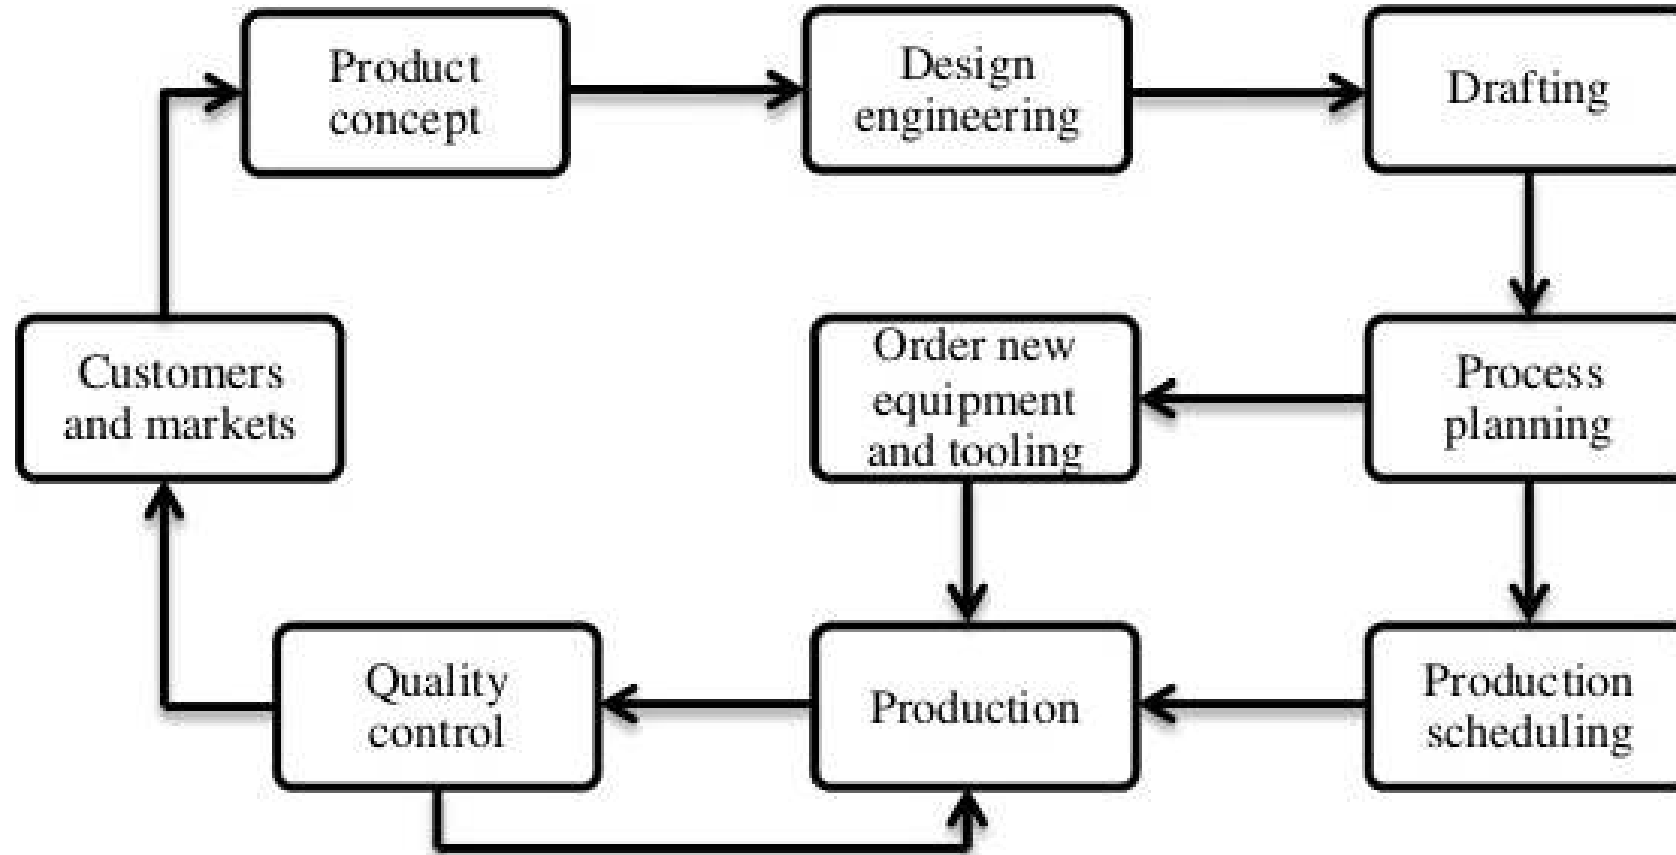 Product
concept
Design
engineering
Drafting
Customers
and markets
Order new
equipment
and tooling
Process
planning
Quality
control
Production
Production
scheduling